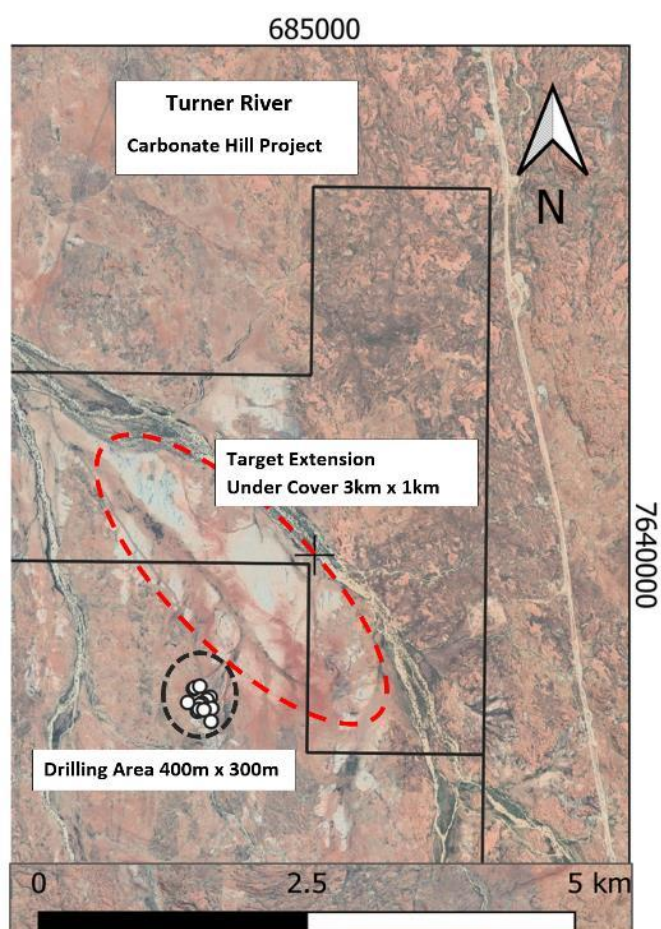 685000
Turner River
Carbonate Hill Project
N
Target Extension
Under Cover 3km x 1km
7640000
Drilling Area 400m x 300m
0 2.5 5 km